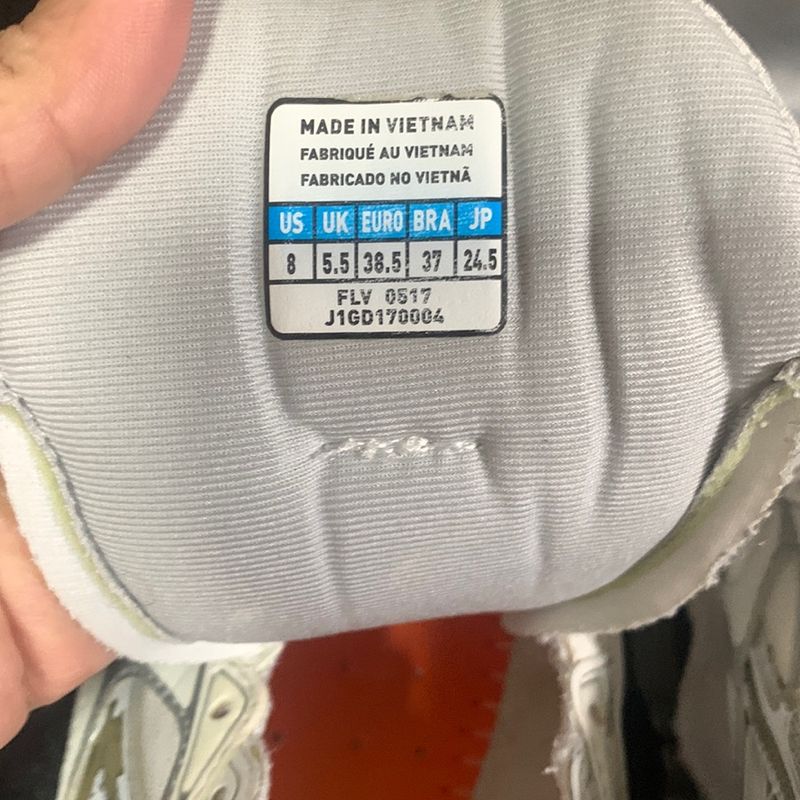 MADE IN VIETNAM
FABRIQUÉ AU VIETNAM
FABRICADO NO VIETNÃ
US UK EURO BRA JP
8 5.5 38.5 37 24.5
FLV 0517
J1GD170004